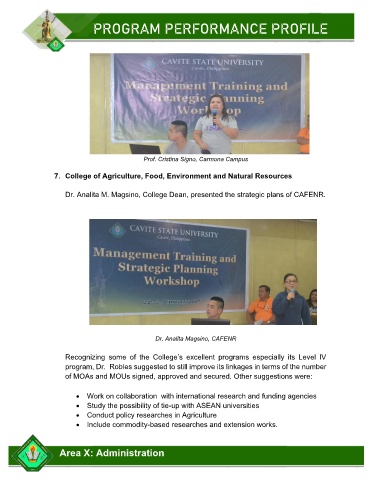 PROGRAM PERFORMANCE PROFILE
CAVITE STATE UNIVERSITY
Cavite, Philippines
Management Training and
Strategic Planning
Workshop
Prof. Cristina Signo, Carmona Campus
7. College of Agriculture, Food, Environment and Natural Resources
Dr. Analita M. Magsino, College Dean, presented the strategic plans of CAFENR.
CAVITE STATE UNIVERSITY
Cavite, Philippines
Management Training and
Strategic Planning
Workshop
Dr. Analita Magsino, CAFENR
Recognizing some of the College's excellent programs especially its Level IV
program, Dr. Robles suggested to still improve its linkages in terms of the number
of MOAs and MOUs signed, approved and secured. Other suggestions were:
• Work on collaboration with international research and funding agencies
• Study the possibility of tie-up with ASEAN universities
• Conduct policy researches in Agriculture
• Include commodity-based researches and extension works.
Area X: Administration